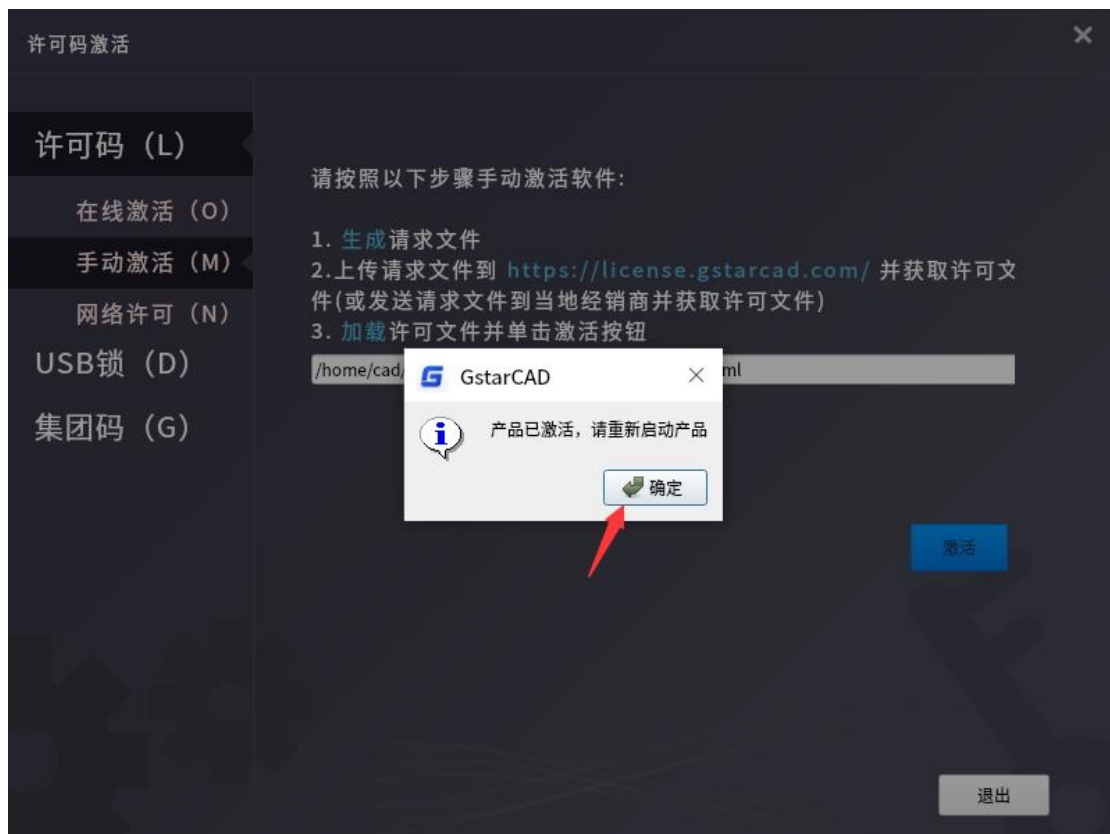 许可码激活
许可码（L）
在线激活（O）
手动激活（M）
网络许可（N）
USB锁（D）
集团码（G）
请按照以下步骤手动激活软件:
1. 生成请求文件
2.上传请求文件到 https://license.gstarcad.com/ 并获取许可文
件(或发送请求文件到当地经销商并获取许可文件)
3. 加载许可文件并单击激活按钮
/home/cad/
ml
GstarCAD
产品已激活，请重新启动产品
确定
激活
退出